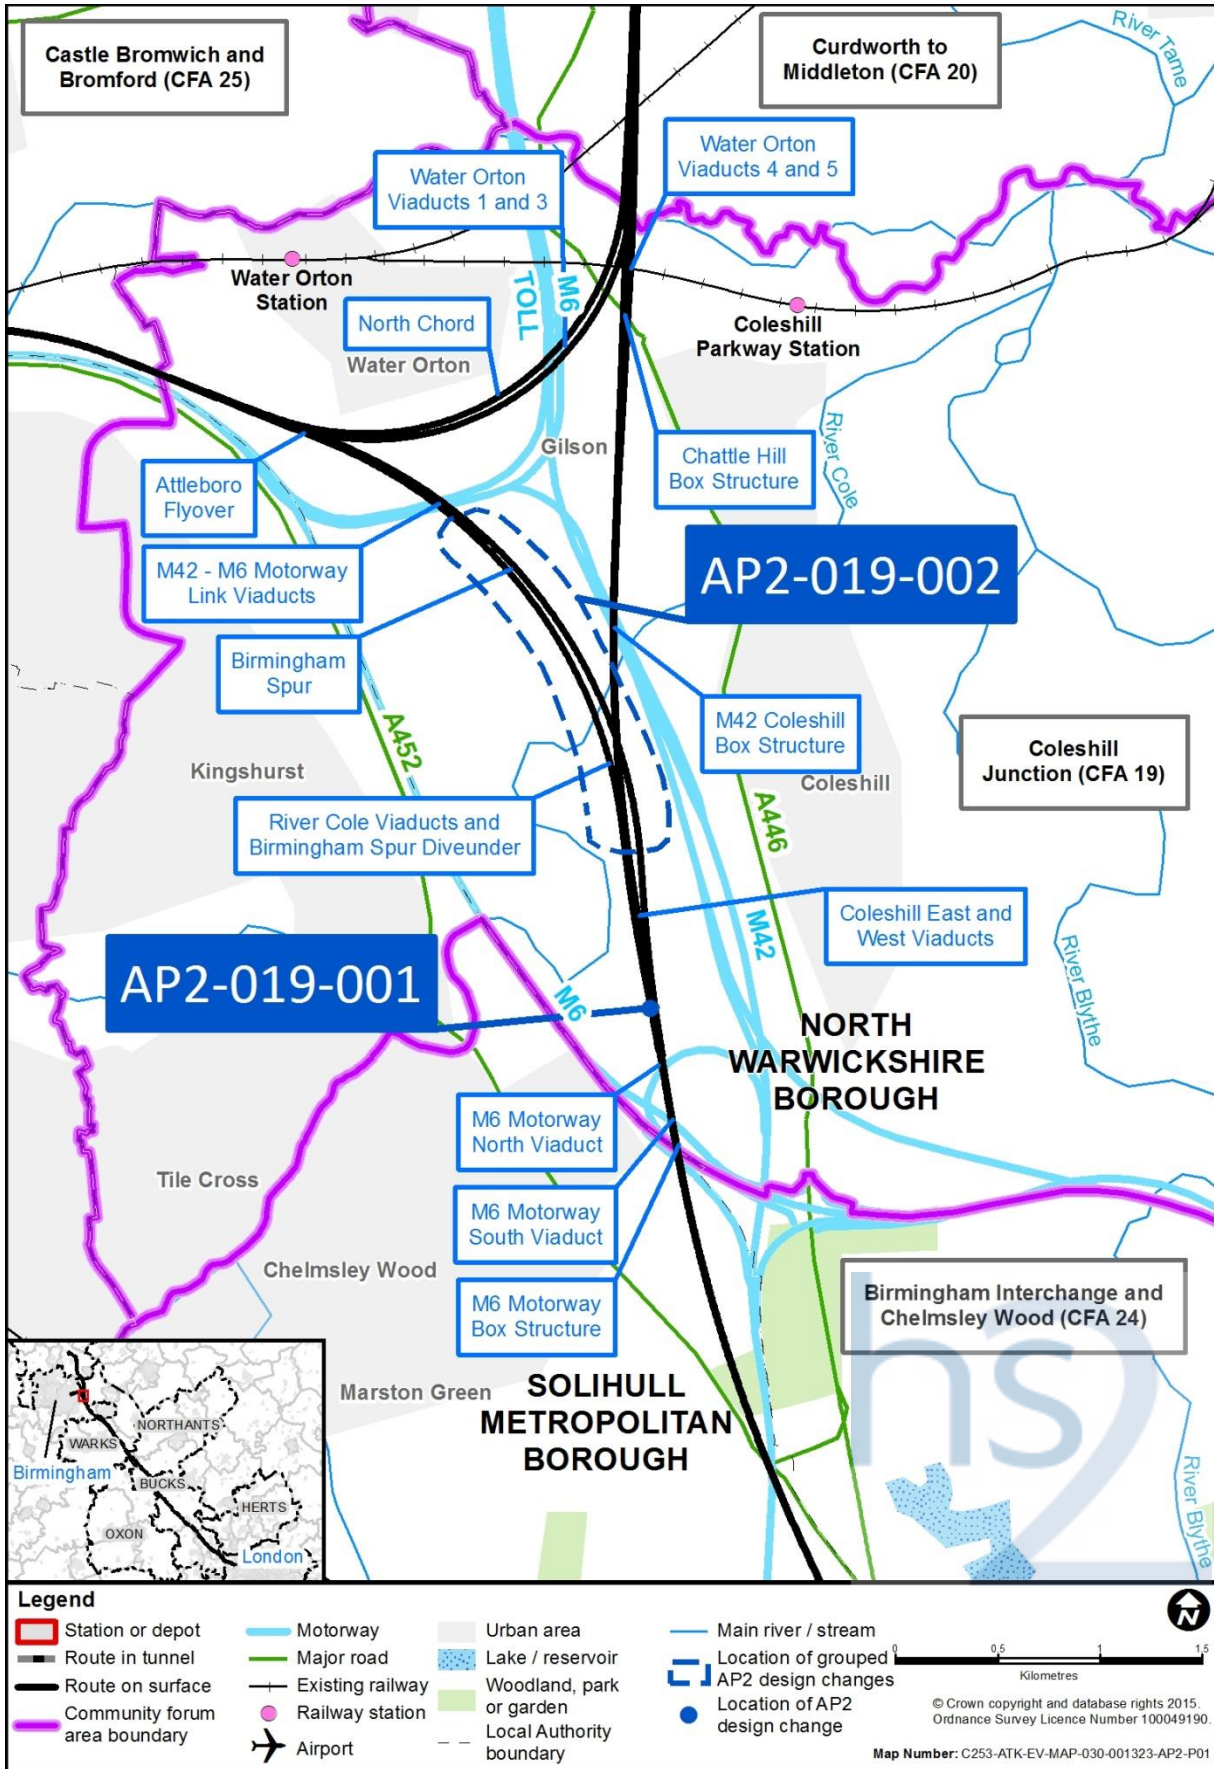 Castle Bromwich and
Bromford (CFA 25)
Curdworth to
Middleton (CFA 20)
River Tame
Water Orton
Viaducts 1 and 3
Water Orton
Viaducts 4 and 5
Water Orton
Station
M6
TOLL
North Chord
Water Orton
Coleshill
Parkway Station
Gilson
River Cole
Attleboro
Flyover
Chattle Hill
Box Structure
M42 - M6 Motorway
Link Viaducts
AP2-019-002
Birmingham
Spur
A452
M42 Coleshill
Box Structure
Coleshill
Junction (CFA 19)
Kingshurst
Coleshill
River Cole Viaducts and
Birmingham Spur Diveunder
A446
Coleshill East and
West Viaducts
M42
River Blythe
AP2-019-001
M6
NORTH
WARWICKSHIRE
BOROUGH
M6 Motorway
North Viaduct
Tile Cross
M6 Motorway
South Viaduct
Chelmsley Wood
M6 Motorway
Box Structure
Birmingham Interchange and
Chelmsley Wood (CFA 24)
hs2
Marston Green
SOLIHULL
METROPOLITAN
BOROUGH
River Blythe
NORTHANTS
WARKS
Birmingham
BUCKS
HERTS
OXON
London
Legend
Station or depot
Route in tunnel
Route on surface
Community forum
area boundary
Motorway
Major road
Existing railway
Railway station
Airport
Urban area
Lake / reservoir
Woodland, park
or garden
Local Authority
boundary
Main river / stream
Location of grouped
AP2 design changes
Location of AP2
design change
N
0 0.5 1 1.5
Kilometres
© Crown copyright and database rights 2015.
Ordnance Survey Licence Number 100049190.
Map Number: C253-ATK-EV-MAP-030-001323-AP2-P01